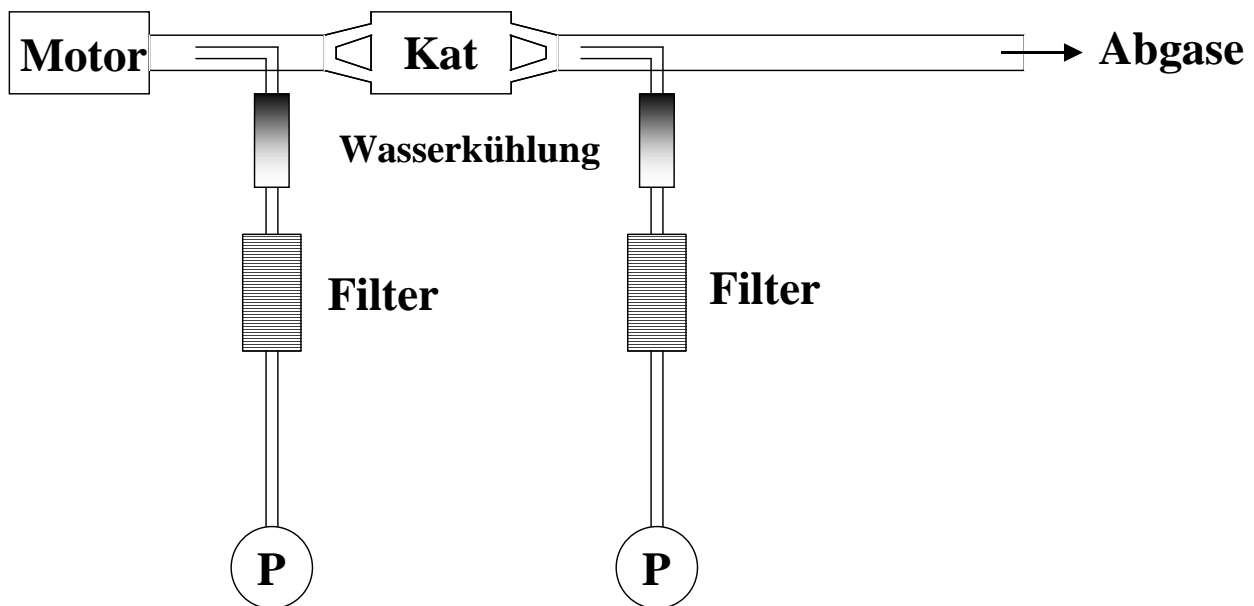 Motor
Kat
Abgase
Wasserkühlung
Filter
Filter
P
P